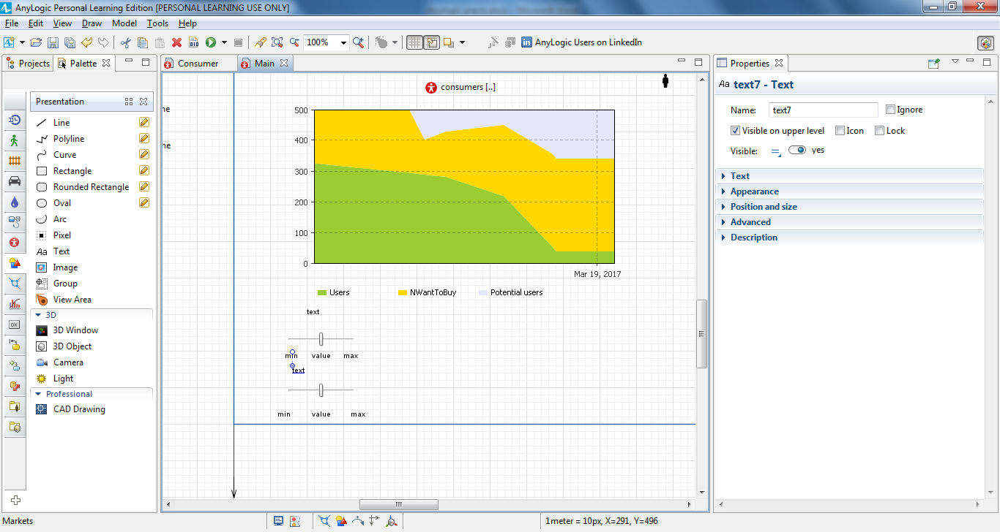 AnyLogic Personal Learning Edition [PERSONAL LEARNING USE ONLY]
File Edit View Draw Model Tools Help
100% AnyLogic Users on LinkedIn
Projects Palette
Presentation
Line
Polyline
Curve
Rectangle
Rounded Rectangle
Oval
Arc
Pixel
Aa Text
Image
Group
View Area
3D
3D Window
3D Object
Camera
Light
Professional
CAD Drawing
OK
Consumer Main
ne
ne
consumers [..]
500
400
300
200
100
0
Mar 19, 2017
Users NWantToBuy Potential users
text
min value max
text
min value max
Properties
Aa text7 - Text
Name: text7 Ignore
Visible on upper level Icon Lock
Visible: yes
Text
Appearance
Position and size
Advanced
Description
Markets
1meter = 10px, X=291, Y=496